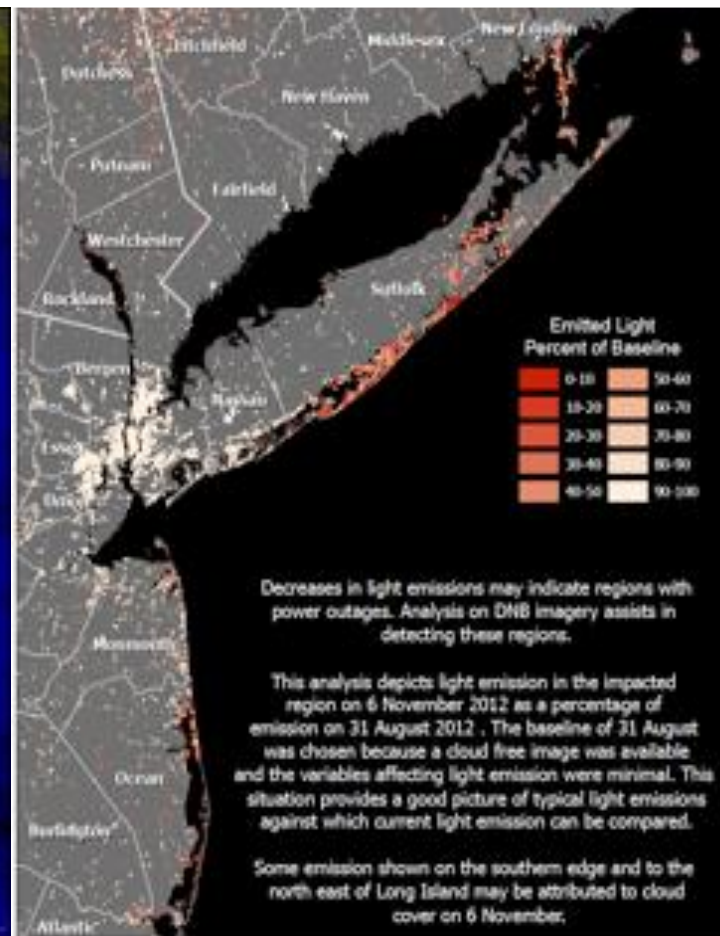 New London
Litchfield
Middlesex
Dutchess
New Haven
Putnam
Fairfield
Westchester
Suffolk
Rockland
Emitted Light
Percent of Baseline
Bergen
0-10 50-60
Nassau
10-20 60-70
20-30 70-80
Essex
30-40 80-90
40-50 90-100
Decreases in light emissions may indicate regions with
power outages. Analysis on DNB imagery assists in
detecting these regions.
Monmouth
This analysis depicts light emission in the impacted
region on 6 November 2012 as a percentage of
emission on 31 August 2012 . The baseline of 31 August
was chosen because a cloud free image was available
and the variables affecting light emission were minimal. This
situation provides a good picture of typical light emissions
against which current light emission can be compared.
Ocean
Burlington
Some emission shown on the southern edge and to the
north east of Long Island may be attributed to cloud
cover on 6 November.
Atlantic